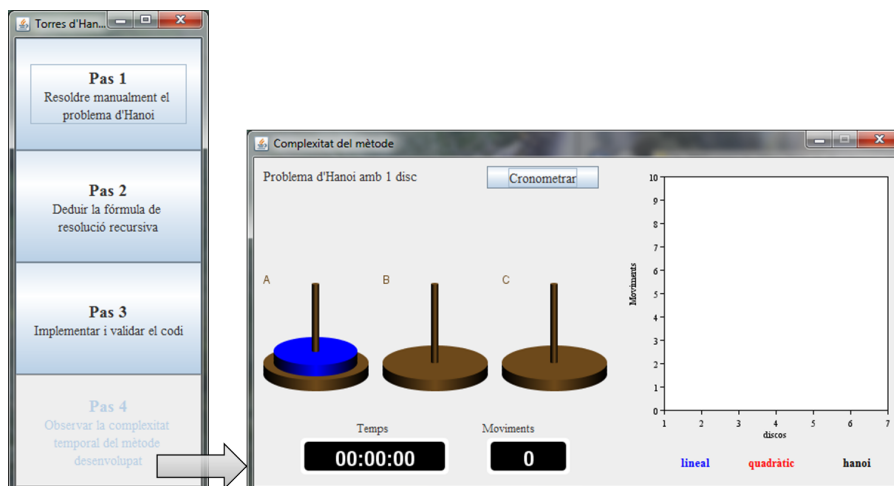 Torres d'Han...
Pas 1
Resoldre manualment el
problema d'Hanoi
Pas 2
Deduir la fórmula de
resolució recursiva
Pas 3
Implementar i validar el codi
Pas 4
Observar la complexitat
temporal del mètode
desenvolupat
Complexitat del mètode
Problema d'Hanoi amb 1 disc
Cronometrar
A
B
C
Temps
Moviments
00:00:00
0
Moviments
10
9
8
7
6
5
4
3
2
1
0
1 2 3 4 5 6 7
discos
lineal
quadràtic
hanoi